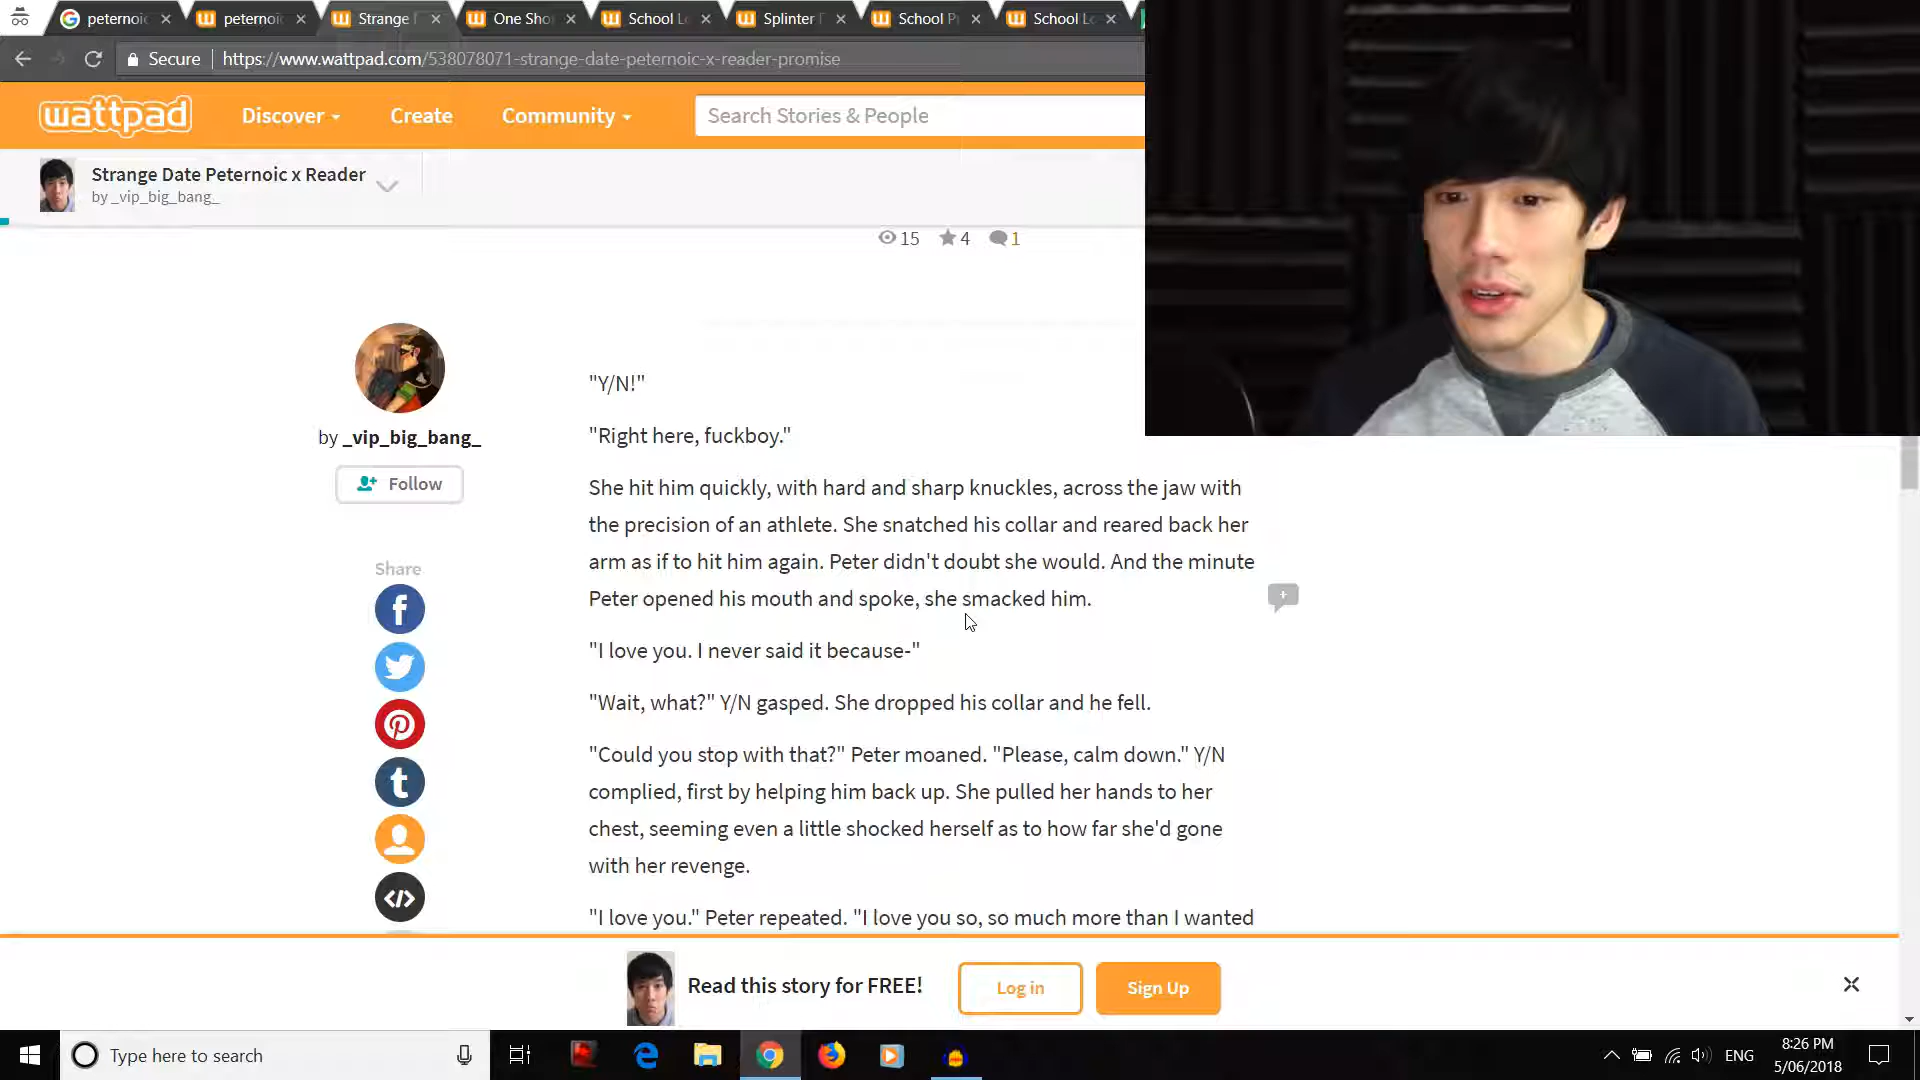 peternoic
peternoic
Strange
One Sho
School Lo
Splinter
School P
School Lo
Secure
https://www.wattpad.com/538078071-strange-date-peternoic-x-reader-promise
wattpad
Discover
Create
Community
Search Stories & People
Strange Date Peternoic x Reader
by _vip_big_bang_
15
4
1
by _vip_big_bang_
Follow
Share
"Y/N!"
"Right here, fuckboy."
She hit him quickly, with hard and sharp knuckles, across the jaw with
the precision of an athlete. She snatched his collar and reared back her
arm as if to hit him again. Peter didn't doubt she would. And the minute
Peter opened his mouth and spoke, she smacked him.
"I love you. I never said it because-"
"Wait, what?" Y/N gasped. She dropped his collar and he fell.
"Could you stop with that?" Peter moaned. "Please, calm down." Y/N
complied, first by helping him back up. She pulled her hands to her
chest, seeming even a little shocked herself as to how far she'd gone
with her revenge.
"I love you." Peter repeated. "I love you so, so much more than I wanted
Read this story for FREE!
Log in
Sign Up
Type here to search
ENG
8:26 PM
5/06/2018